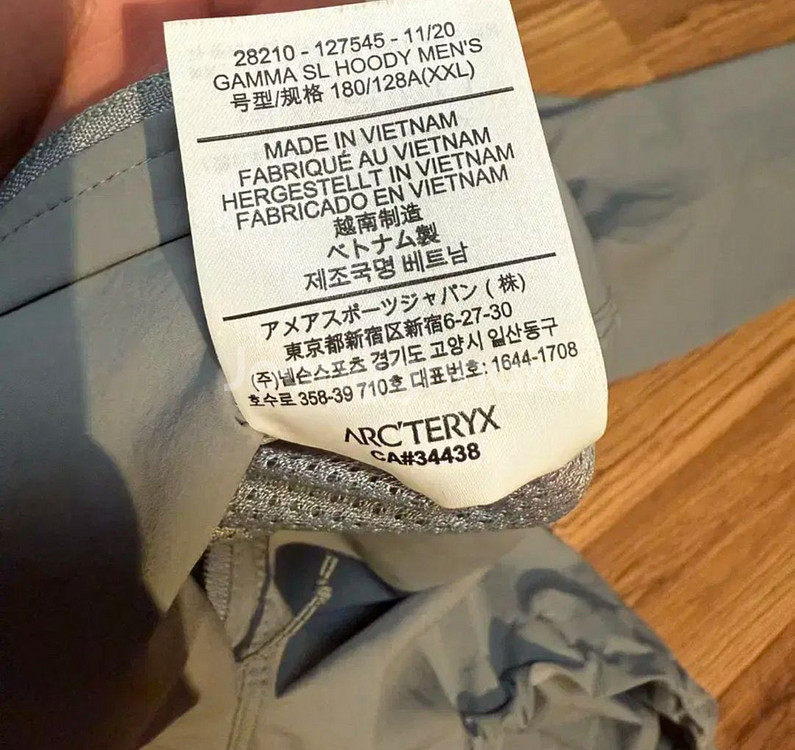 28210 - 127545 - 11/20
GAMMA SL HOODY MEN'S
号型/规格 180/128A(XXL)
MADE IN VIETNAM
FABRIQUÉ AU VIETNAM
HERGESTELLT IN VIETNAM
FABRICADO EN VIETNAM
越南制造
ベトナム製
제조국명 베트남
アメアスポーツジャパン (株)
東京都新宿区新宿6-27-30
(주)넬슨스포츠 경기도 고양시 일산동구
호수로 358-39 710호 대표번호: 1644-1708
ARC'TERYX
CA#34438